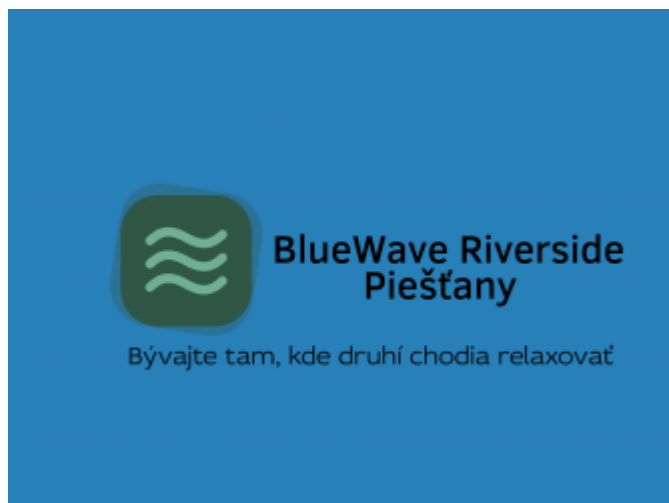 BlueWave Riverside
Piešťany
Bývajte tam, kde druhí chodia relaxovať